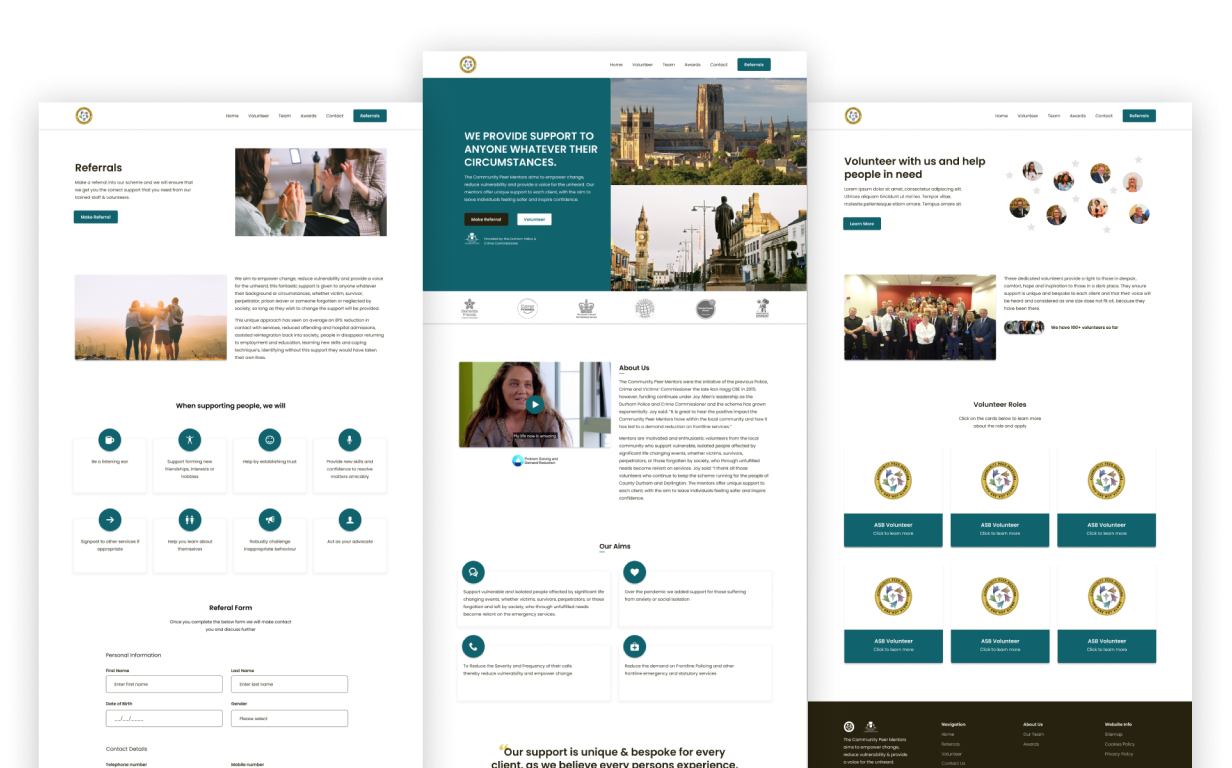 Home Volunteer Team Awards Contact Referrals
Referrals
Make a referral into our scheme and we will ensure that
we get you the correct support that you need from our
trained staff & volunteers.
Make Referral
We aim to empower change, reduce vulnerability and provide a voice
for the unheard, this fantastic support is given to anyone whatever
their background or circumstances, whether victim, survivor,
perpetrator, prison leaver or someone forgotten or neglected by
society, so long as they wish to change the support will be provided.
This unique approach has seen an average an 81% reduction in
contact with services, reduced offending and hospital admissions,
assisted reintegration back into society, people in disappear returning
to employment and education, learning new skills and coping
techniques, identifying without this support they would have taken
their own lives.
When supporting people, we will
Be a listening ear
Support forming new
friendships, interests or
hobbies
Help by establishing trust
Provide new skills and
confidence to resolve
matters amicably
Signpost to other services if
appropriate
Help you learn about
themselves
Robustly challenge
inappropriate behaviour
Act as your advocate
Referal Form
Once you complete the below form we will make contact
you and discuss further
Personal Information
First Name
Last Name
Enter first name
Enter last name
Date of Birth
Gender
__/__/____
Please select
Contact Details
Telephone number
Mobile number
Home Volunteer Team Awards Contact Referrals
WE PROVIDE SUPPORT TO
ANYONE WHATEVER THEIR
CIRCUMSTANCES.
The Community Peer Mentors aims to empower change,
reduce vulnerability and provide a voice for the unheard. Our
mentors offer unique support to each client, with the aim to
leave individuals feeling safer and inspire confidence.
Make Referral
Volunteer
Provided by the Durham Police &
Crime Commissioner
My life now is amazing
Problem Solving and
Demand Reduction
About Us
The Community Peer Mentors were the initiative of the previous Police,
Crime and Victims' Commissioner the late Ron Hogg CBE in 2015;
however, funding continues under Joy Allen's leadership as the
Durham Police and Crime Commissioner and the scheme has grown
exponentially. Joy said: "It is great to hear the positive impact the
Community Peer Mentors have within the local community and how it
has led to a demand reduction on frontline services."
Mentors are motivated and enthusiastic volunteers from the local
community who support vulnerable, isolated people affected by
significant life changing events, whether victims, survivors,
perpetrators, or those forgotten by society, who through unfulfilled
needs become reliant on services. Joy said: "I thank all those
volunteers who continue to keep the scheme running for the people of
County Durham and Darlington. The mentors offer unique support to
each client, with the aim to leave individuals feeling safer and inspire
confidence.
Our Aims
Support vulnerable and isolated people affected by significant life
changing events, whether victims, survivors, perpetrators, or those
forgotten and left by society, who through unfulfilled needs
become reliant on the emergency services.
Over the pandemic we added support for those suffering
from anxiety or social isolation
To Reduce the Severity and Frequency of their calls
thereby reduce vulnerability and empower change.
Reduce the demand on Frontline Policing and other
frontline emergency and statutory services
“Our support is unique & bespoke for every
client, as we believe every persons experience,
Home Volunteer Team Awards Contact Referrals
Volunteer with us and help
people in need
Lorem ipsum dolor sit amet, consectetur adipiscing elit.
Ultrices aliquam tincidunt ut mal leo. Tempor vitae,
malesda pellentesque etiam ornare. Tempus ornare sit.
Learn More
These dedicated volunteers provide a light to those in despair,
comfort, hope and inspiration to those in a dark place. They ensure
support is unique and bespoke to each client and that their voice will
be heard and considered as one size does not fit all, because they
have been there.
We have 100+ volunteers so far
Volunteer Roles
Click on the cards below to learn more
about the role and apply
ASB Volunteer
Click to learn more
ASB Volunteer
Click to learn more
ASB Volunteer
Click to learn more
ASB Volunteer
Click to learn more
ASB Volunteer
Click to learn more
ASB Volunteer
Click to learn more
The Community Peer Mentors
aims to empower change,
reduce vulnerability & provide
a voice for the unheard.
Navigation
Home
Referrals
Volunteer
Contact Us
About Us
Our Team
Awards
Website Info
Sitemap
Cookies Policy
Privacy Policy